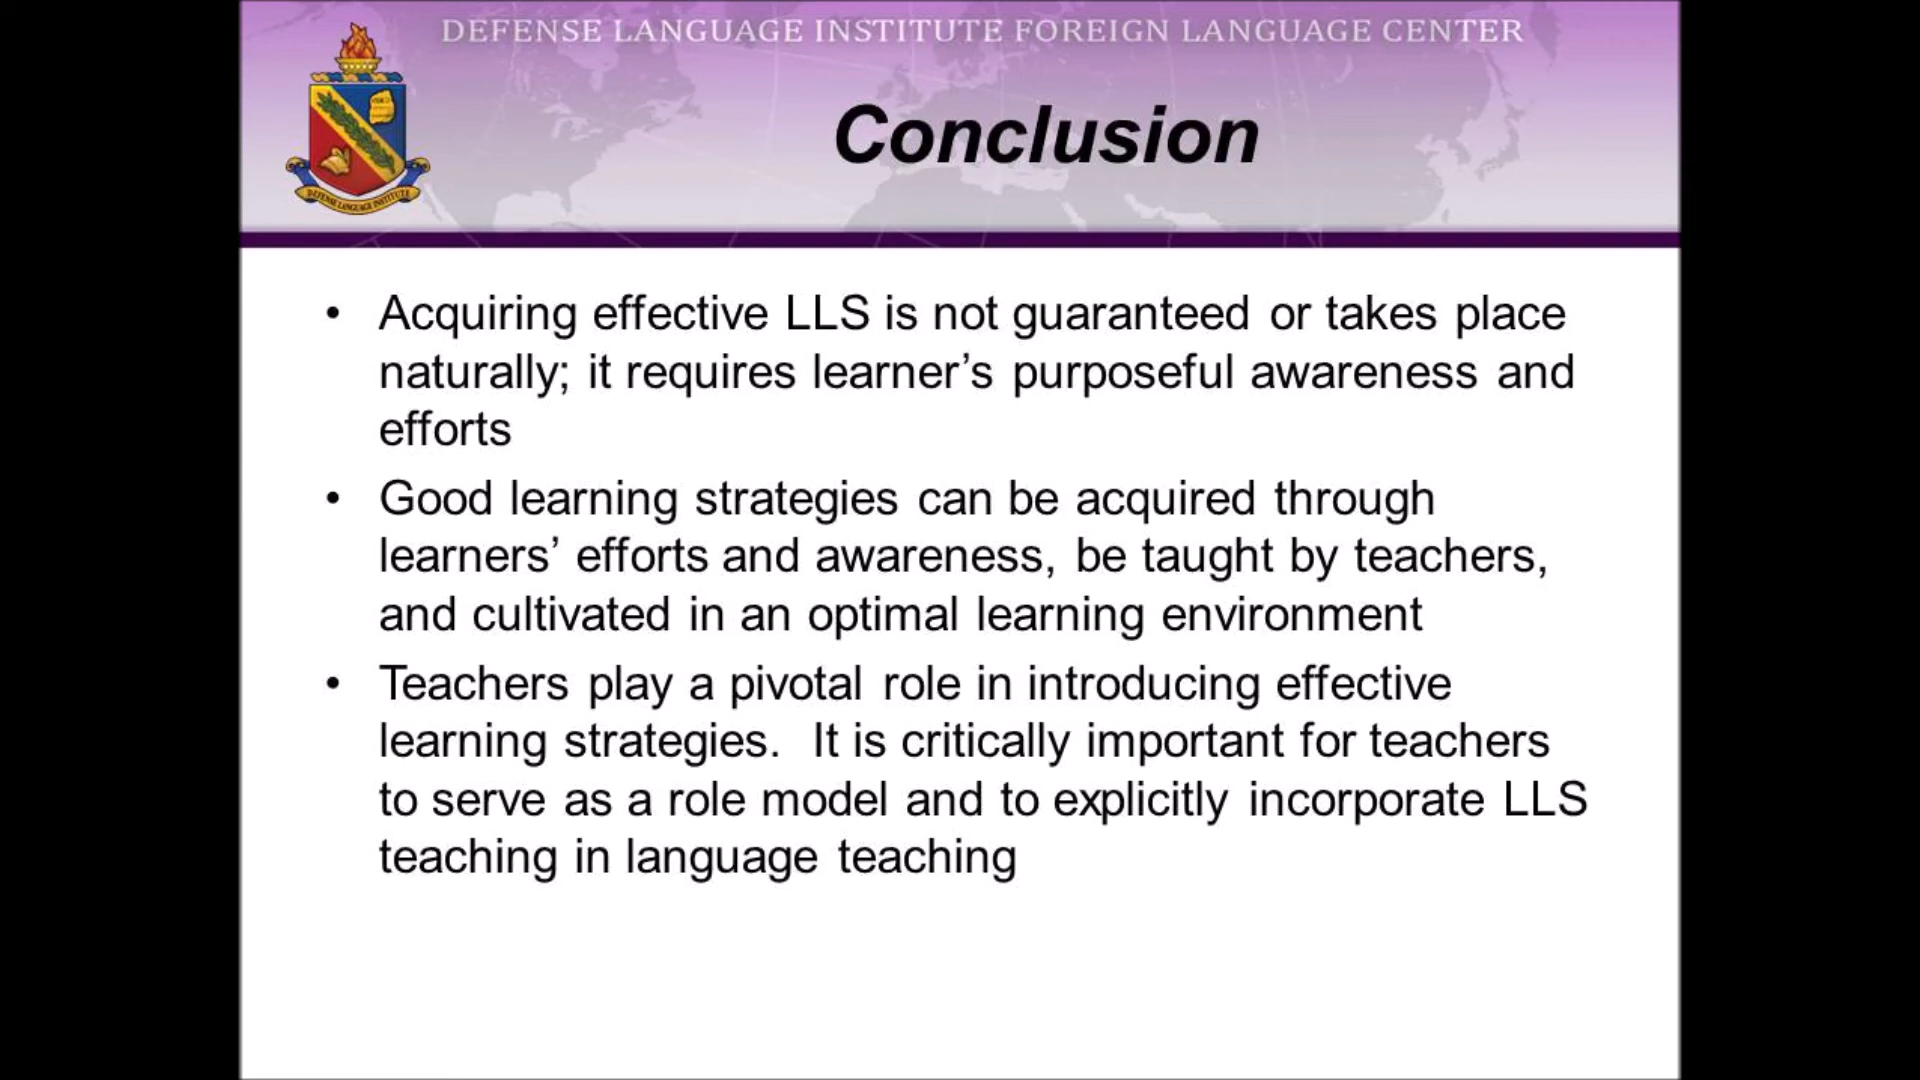 DEFENSE LANGUAGE INSTITUTE FOREIGN LANGUAGE CENTER
Conclusion
DEFENSE LANGUAGE INSTITUTE
• Acquiring effective LLS is not guaranteed or takes place
naturally; it requires learner’s purposeful awareness and
efforts
• Good learning strategies can be acquired through
learners’ efforts and awareness, be taught by teachers,
and cultivated in an optimal learning environment
• Teachers play a pivotal role in introducing effective
learning strategies.  It is critically important for teachers
to serve as a role model and to explicitly incorporate LLS
teaching in language teaching